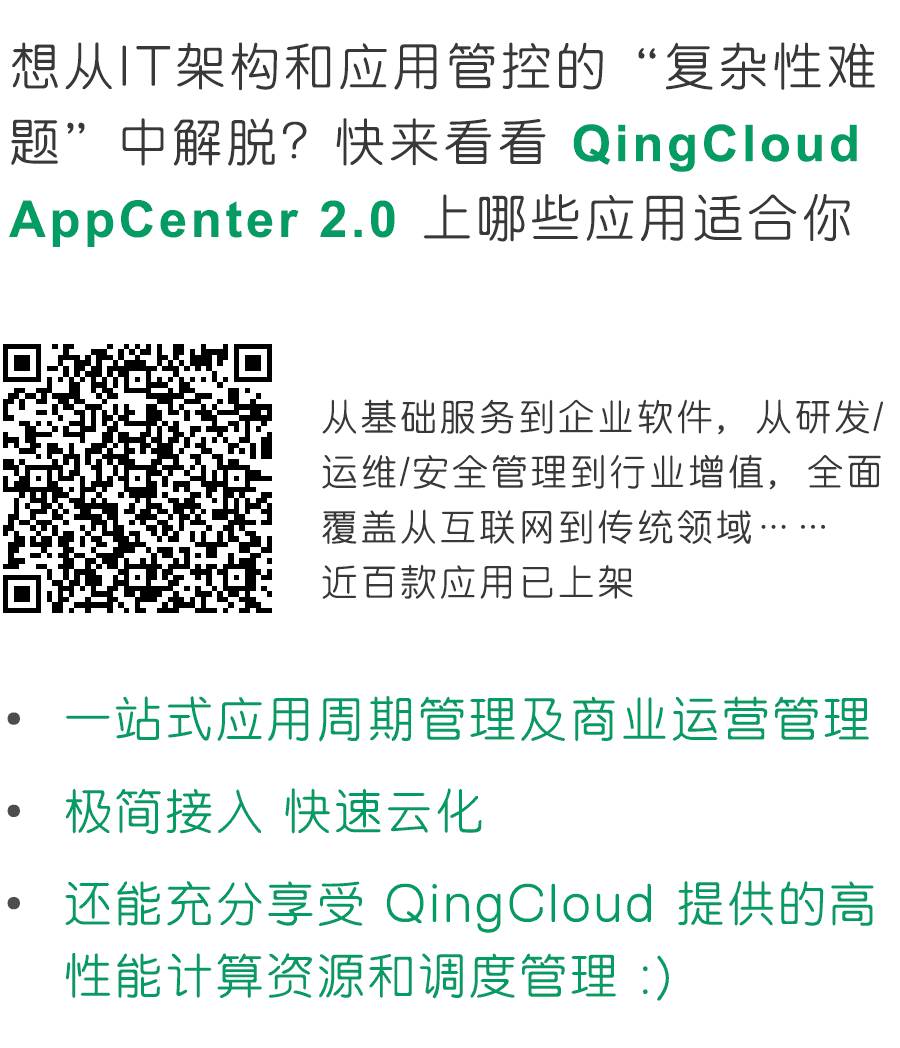 想从IT架构和应用管控的“复杂性难
题”中解脱？快来看看 QingCloud
AppCenter 2.0 上哪些应用适合你
从基础服务到企业软件，从研发/
运维/安全管理到行业增值，全面
覆盖从互联网到传统领域……
近百款应用已上架
• 一站式应用周期管理及商业运营管理
• 极简接入 快速云化
• 还能充分享受 QingCloud 提供的高
性能计算资源和调度管理 :)